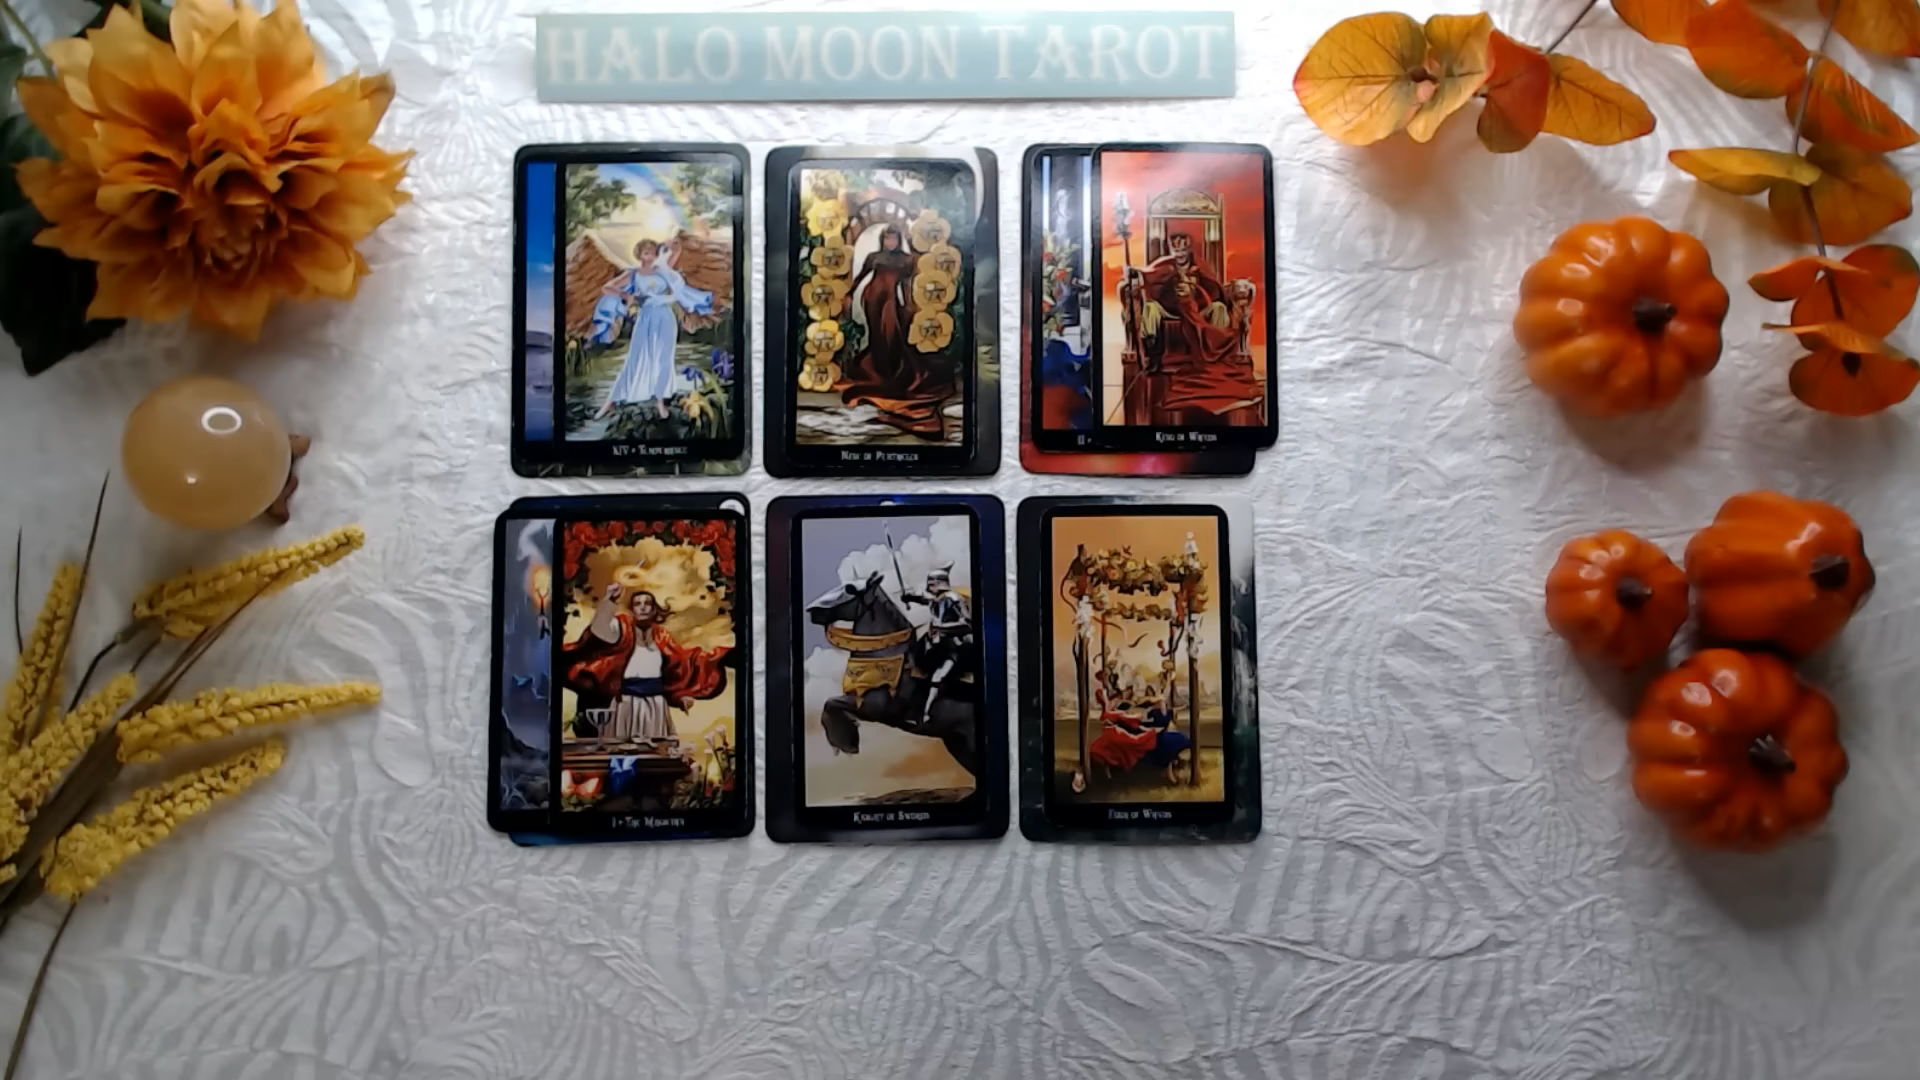 HALO MOON TAROT
XIV • Temperance
Nine of Pentacles
II •
King of Wands
I • The Magician
Knight of Swords
Four of Wands